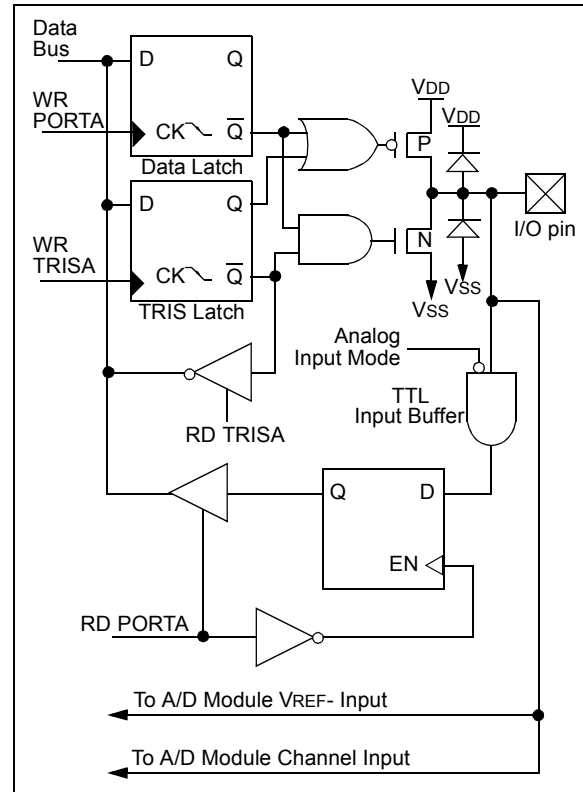 Data
Bus
D Q
WR
PORTA
CK Q
Data Latch
VDD
VDD
P
I/O pin
D Q
WR
TRISA
CK Q
TRIS Latch
N
VSS
VSS
Analog
Input Mode
TTL
Input Buffer
RD TRISA
Q D
EN
RD PORTA
To A/D Module VREF- Input
To A/D Module Channel Input